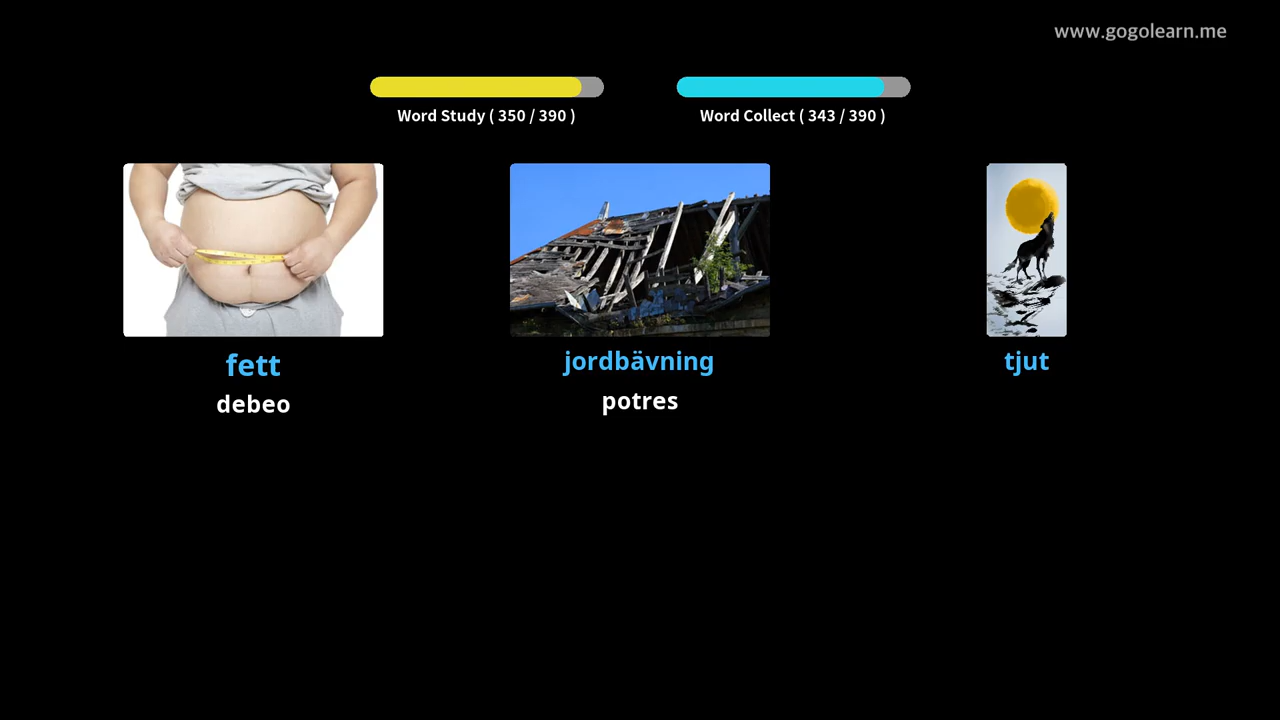 www.gogolearn.me
Word Study ( 350 / 390 )
Word Collect ( 343 / 390 )
fett
debeo
jordbävning
potres
tjut